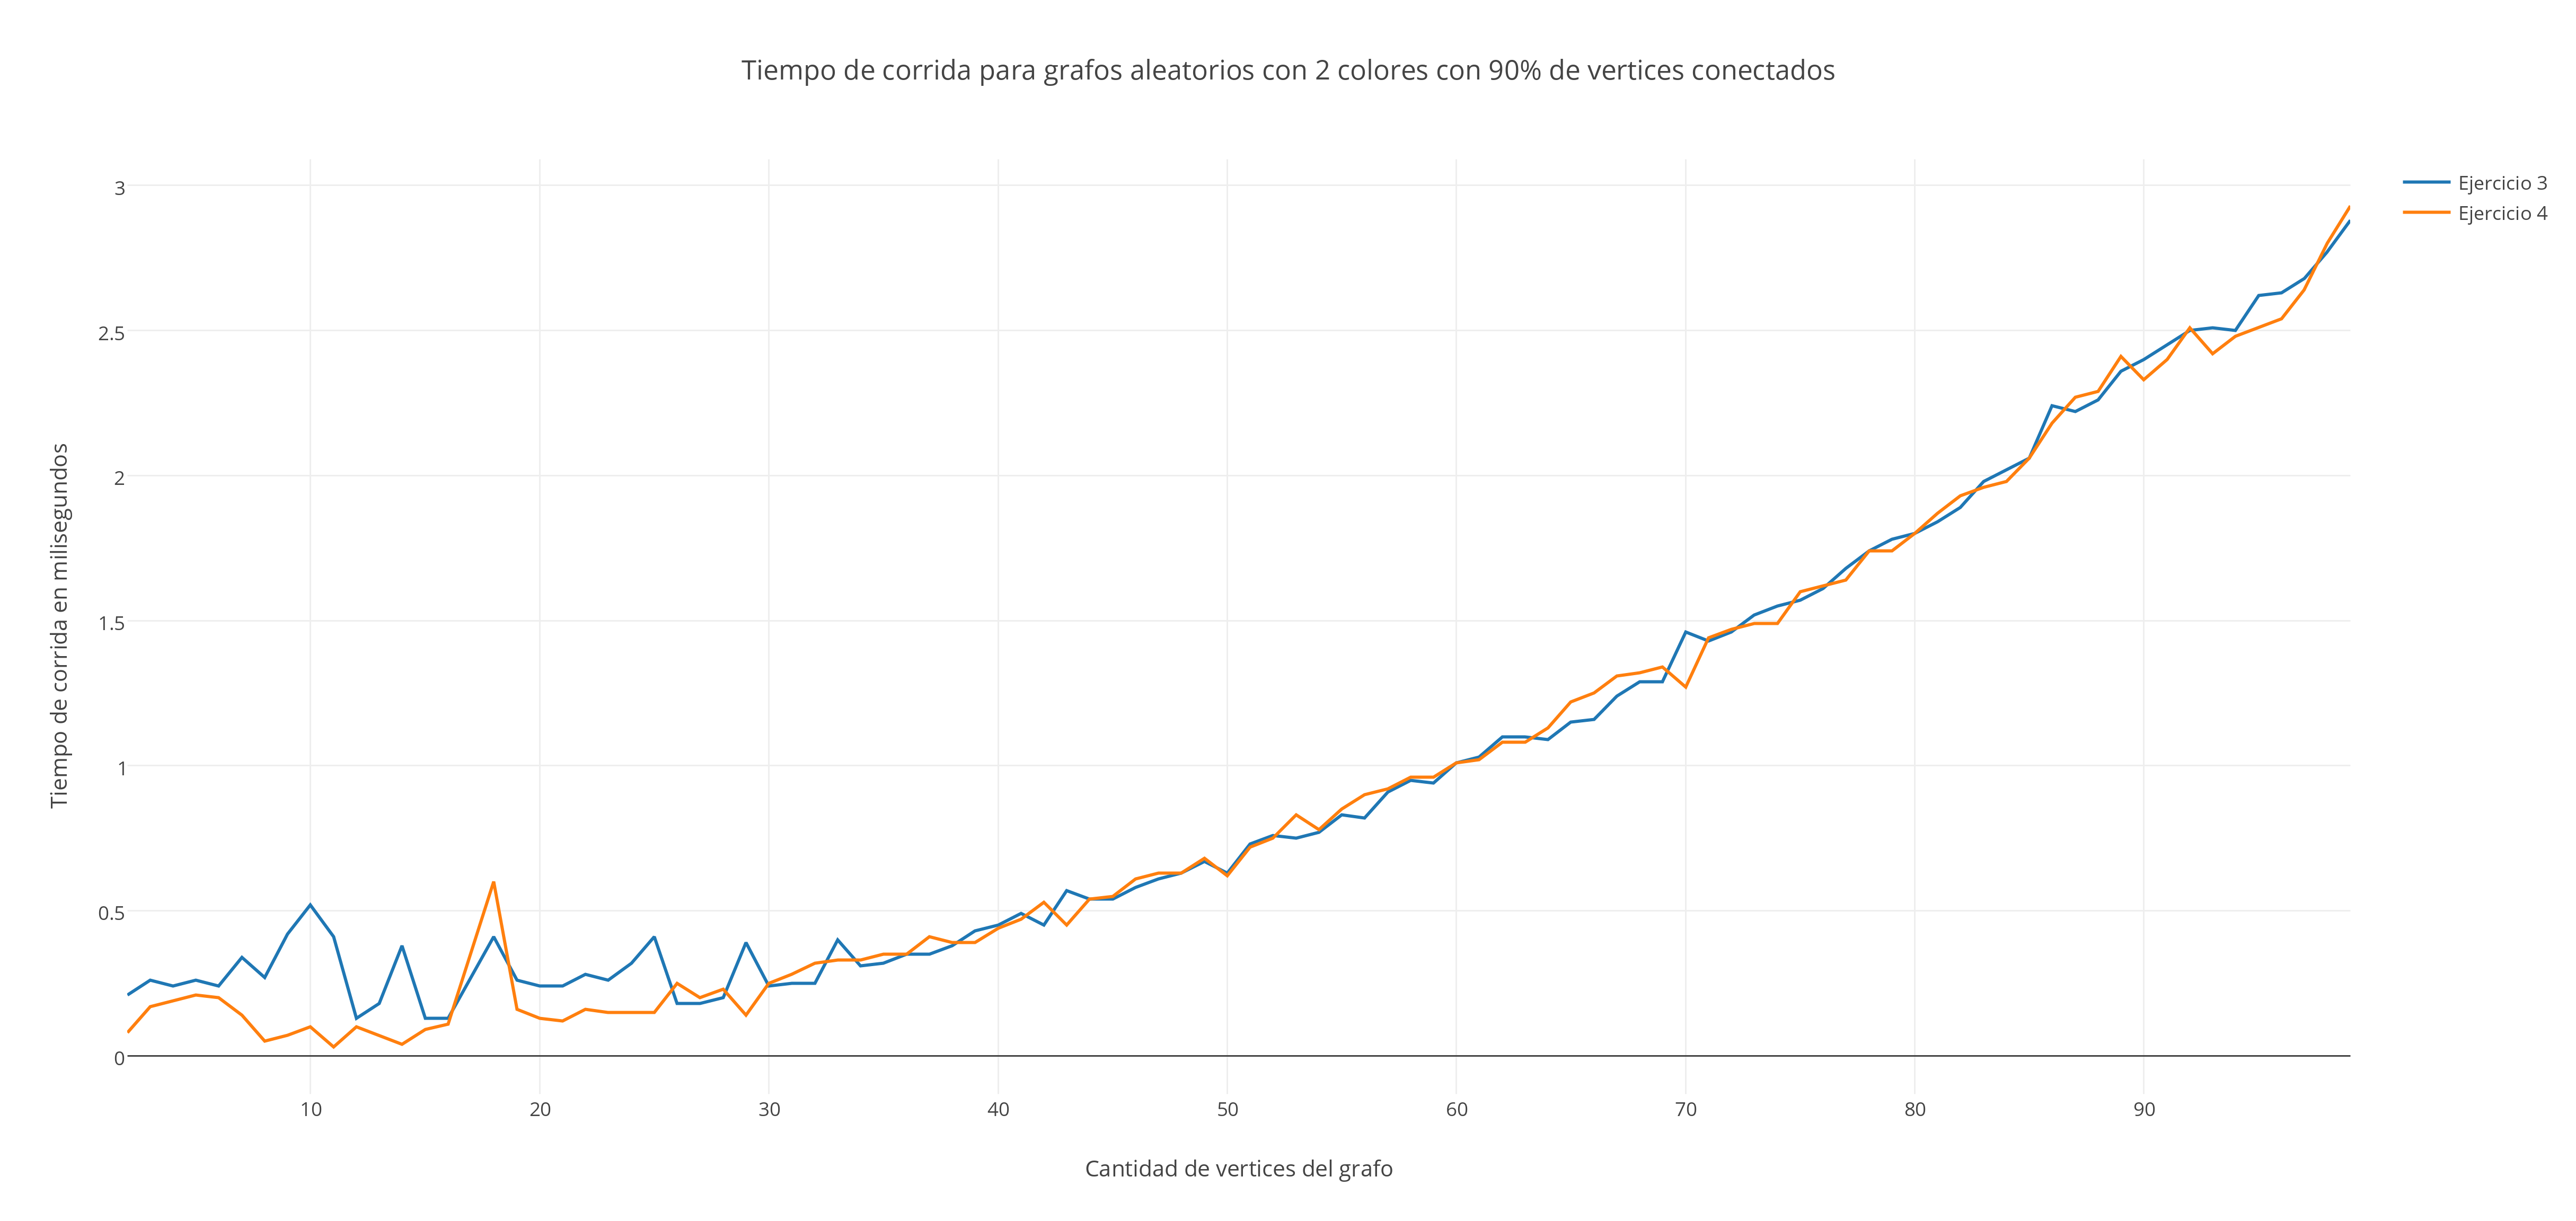 Tiempo de corrida para grafos aleatorios con 2 colores con 90% de vertices conectados
Ejercicio 3
Ejercicio 4
Tiempo de corrida en milisegundos
3
2.5
2
1.5
1
0.5
0
10 20 30 40 50 60 70 80 90
Cantidad de vertices del grafo